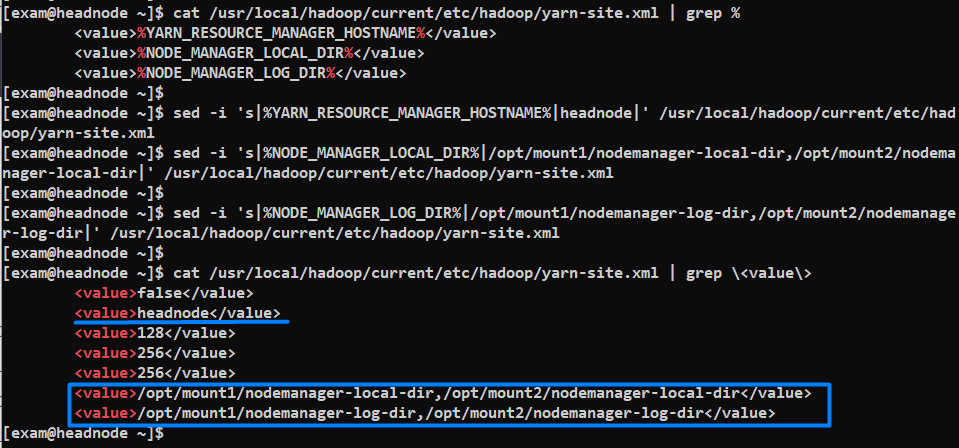 [exam@headnode ~]$ cat /usr/local/hadoop/current/etc/hadoop/yarn-site.xml | grep %
<value>%YARN_RESOURCE_MANAGER_HOSTNAME%</value>
<value>%NODE_MANAGER_LOCAL_DIR%</value>
<value>%NODE_MANAGER_LOG_DIR%</value>
[exam@headnode ~]$
[exam@headnode ~]$ sed -i 's|%YARN_RESOURCE_MANAGER_HOSTNAME%|headnode|' /usr/local/hadoop/current/etc/had
oop/yarn-site.xml
[exam@headnode ~]$ sed -i 's|%NODE_MANAGER_LOCAL_DIR%|/opt/mount1/nodemanager-local-dir,/opt/mount2/nodema
nager-local-dir|' /usr/local/hadoop/current/etc/hadoop/yarn-site.xml
[exam@headnode ~]$
[exam@headnode ~]$ sed -i 's|%NODE_MANAGER_LOG_DIR%|/opt/mount1/nodemanager-log-dir,/opt/mount2/nodemanage
r-log-dir|' /usr/local/hadoop/current/etc/hadoop/yarn-site.xml
[exam@headnode ~]$
[exam@headnode ~]$ cat /usr/local/hadoop/current/etc/hadoop/yarn-site.xml | grep \<value\>
<value>false</value>
<value>headnode</value>
<value>128</value>
<value>256</value>
<value>256</value>
<value>/opt/mount1/nodemanager-local-dir,/opt/mount2/nodemanager-local-dir</value>
<value>/opt/mount1/nodemanager-log-dir,/opt/mount2/nodemanager-log-dir</value>
[exam@headnode ~]$